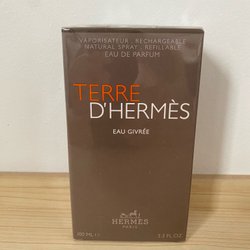 VAPORISATEUR . RECHARGEABLE
NATURAL SPRAY . REFILLABLE
EAU DE PARFUM
TERRE
D'HERMÈS
EAU GIVRÉE
HERMÈS
PARIS
100 ML ℮ 3.3 FL.OZ.